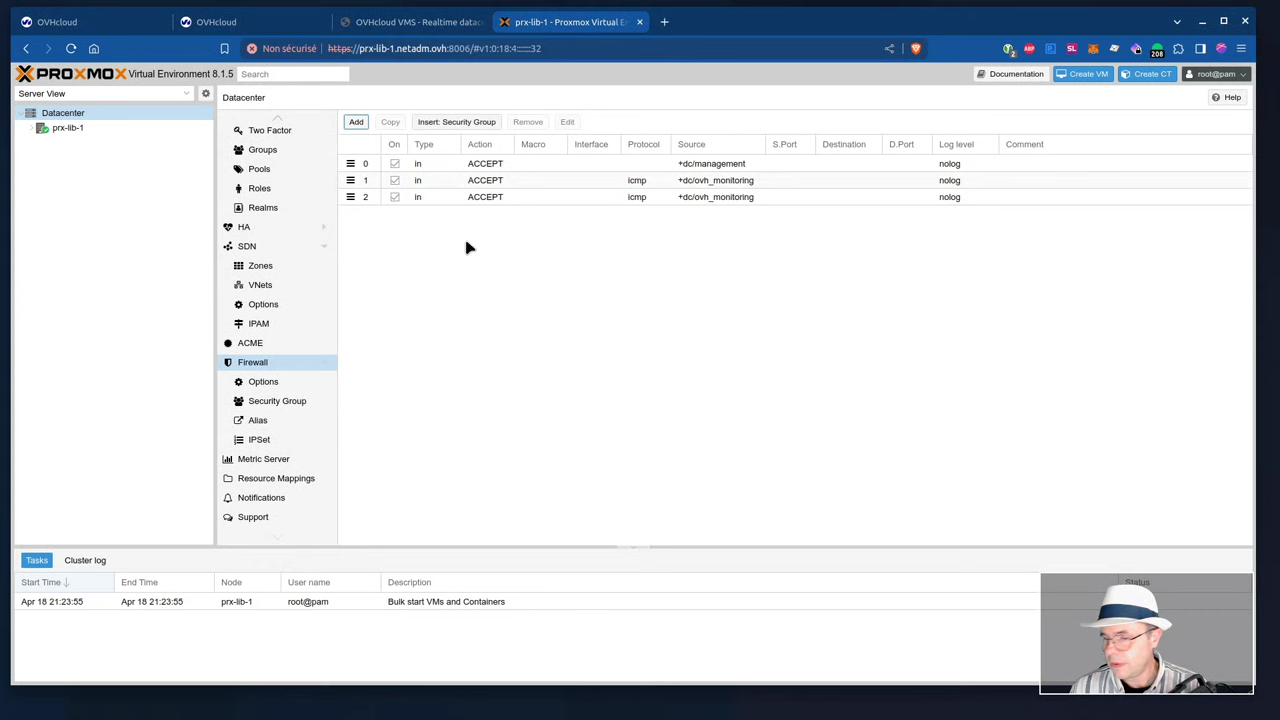 OVHcloud OVHcloud OVHcloud VMS - Realtime datac prx-lib-1 - Proxmox Virtual En
Non sécurisé https://prx-lib-1.netadm.ovh:8006/#v1:0:18:4:::::::32
208
PROXMOX Virtual Environment 8.1.5 Search Documentation Create VM Create CT root@pam
Server View Datacenter Help
Datacenter
prx-lib-1
Two Factor
Groups
Pools
Roles
Realms
HA
SDN
Zones
VNets
Options
IPAM
ACME
Firewall
Options
Security Group
Alias
IPSet
Metric Server
Resource Mappings
Notifications
Support
Add Copy Insert: Security Group Remove Edit
On Type Action Macro Interface Protocol Source S.Port Destination D.Port Log level Comment
0 in ACCEPT +dc/management nolog
1 in ACCEPT icmp +dc/ovh_monitoring nolog
2 in ACCEPT icmp +dc/ovh_monitoring nolog
Tasks Cluster log
Start Time End Time Node User name Description Status
Apr 18 21:23:55 Apr 18 21:23:55 prx-lib-1 root@pam Bulk start VMs and Containers